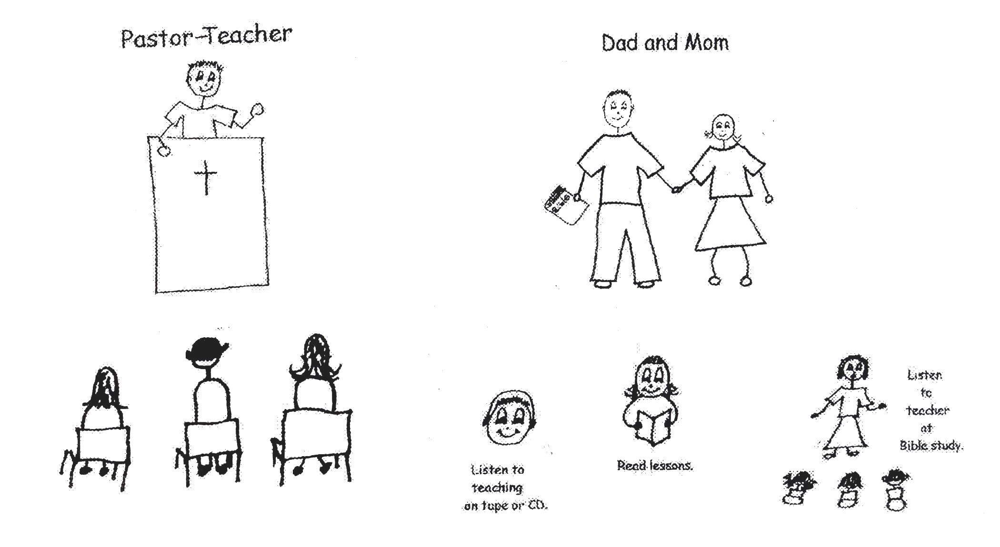 Pastor-Teacher
Dad and Mom
Bible
Listen to
teaching
on tape or CD.
Read lessons.
Listen
to
teacher
at
Bible study.